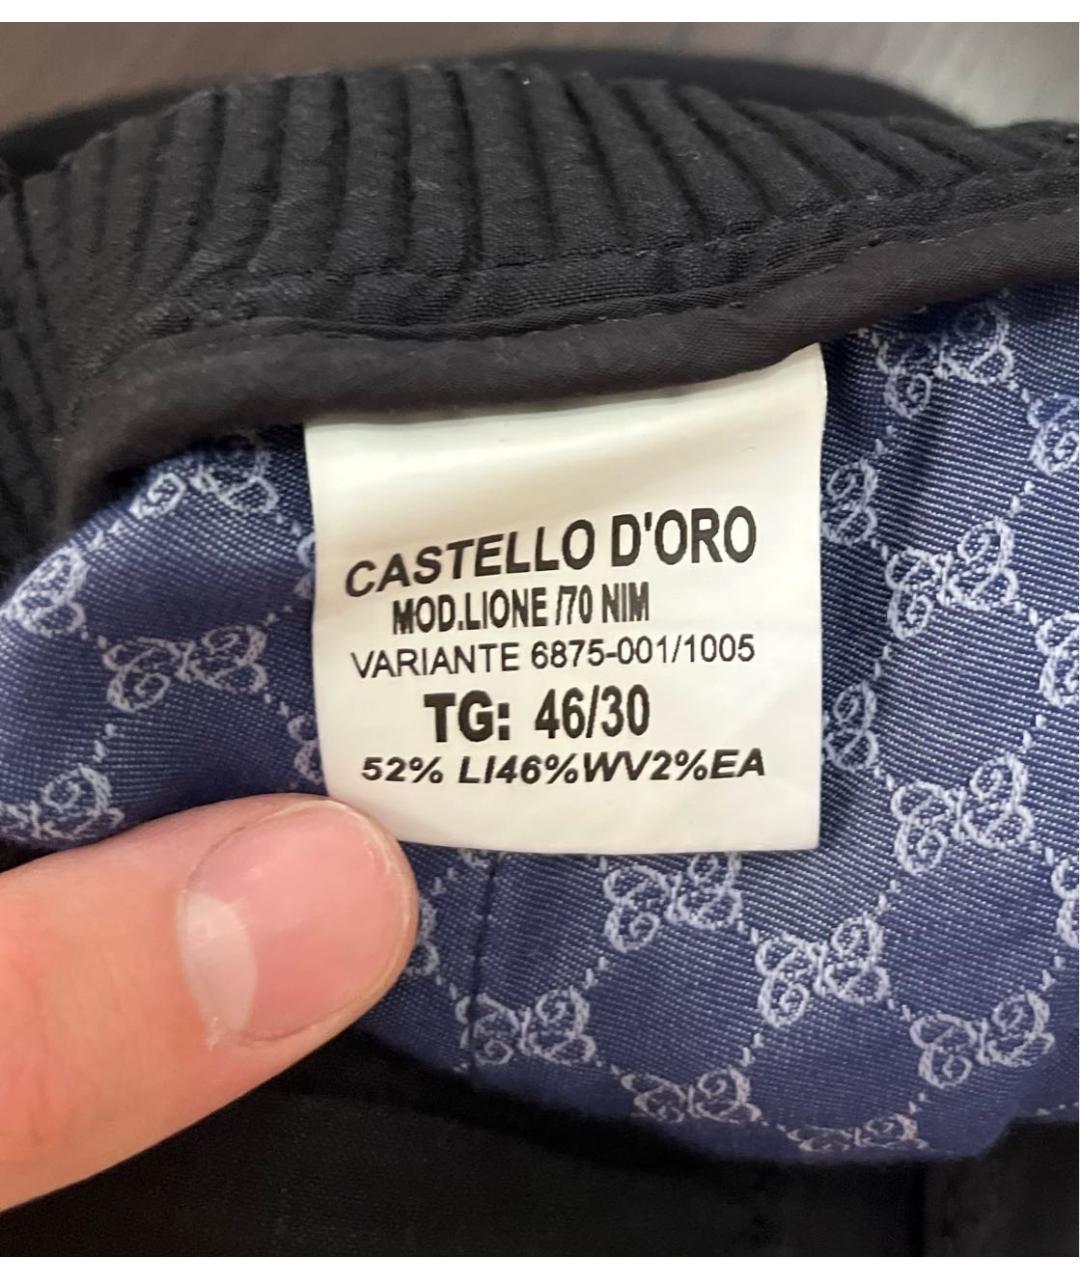 CASTELLO D'ORO
MOD.LIONE /70 NIM
VARIANTE 6875-001/1005
TG: 46/30
52% LI46%WV2%EA